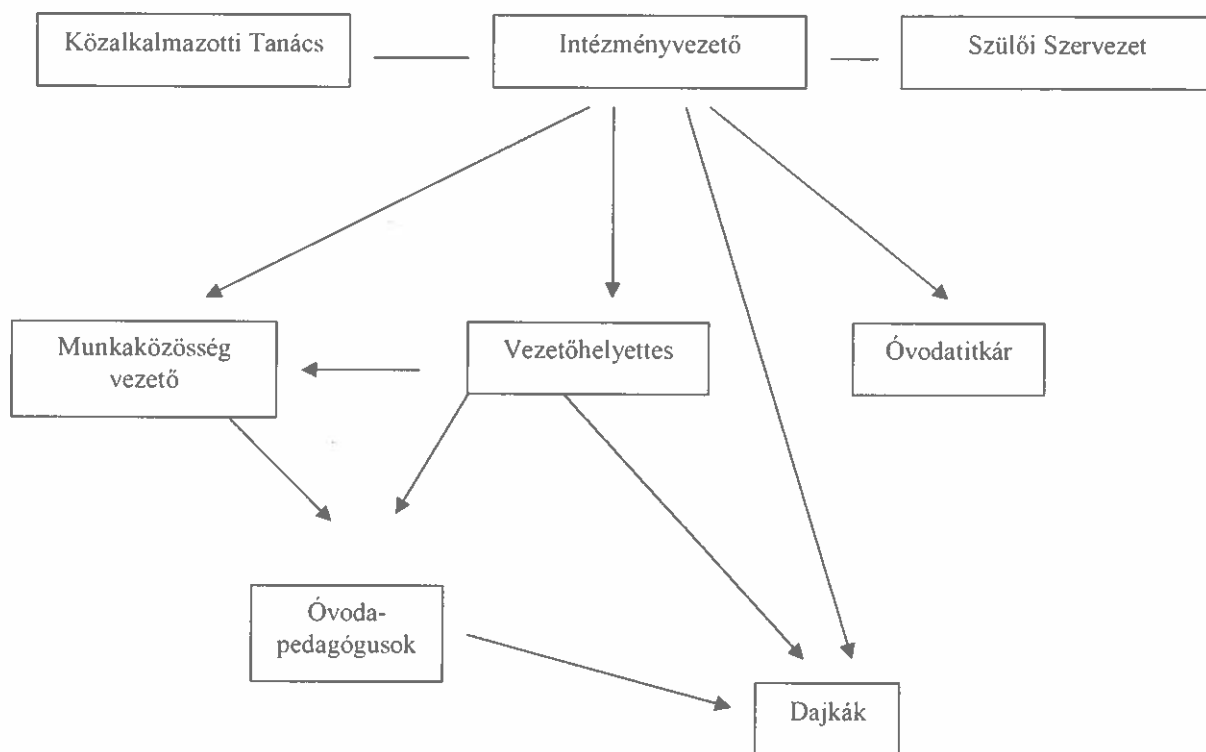 Közalkalmazotti Tanács
Intézményvezető
Szülői Szervezet
Munkaközösség
vezető
Vezetőhelyettes
Óvodatitkár
Óvoda-
pedagógusok
Dajkák